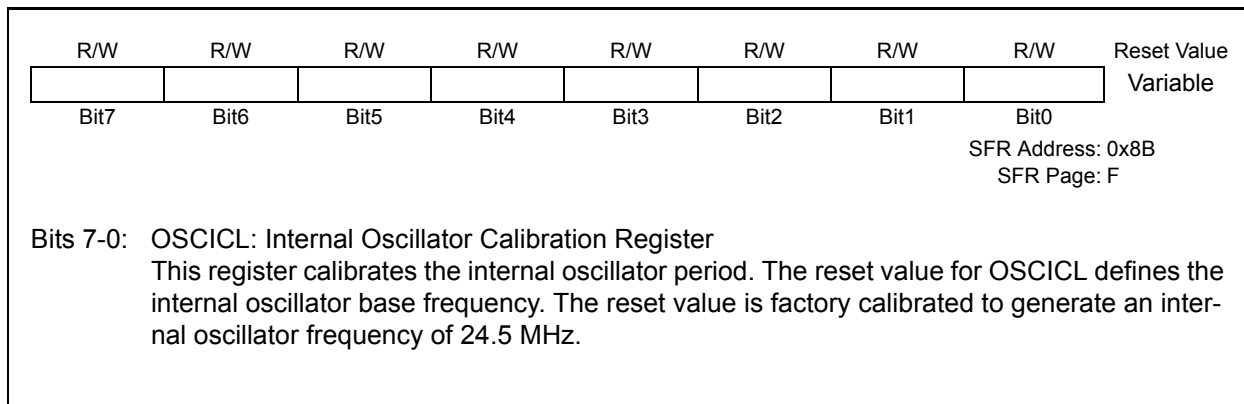 R/W R/W R/W R/W R/W R/W R/W R/W Reset Value
Variable
Bit7 Bit6 Bit5 Bit4 Bit3 Bit2 Bit1 Bit0
SFR Address: 0x8B
SFR Page: F
Bits 7-0: OSCICL: Internal Oscillator Calibration Register
This register calibrates the internal oscillator period. The reset value for OSCICL defines the
internal oscillator base frequency. The reset value is factory calibrated to generate an inter-
nal oscillator frequency of 24.5 MHz.